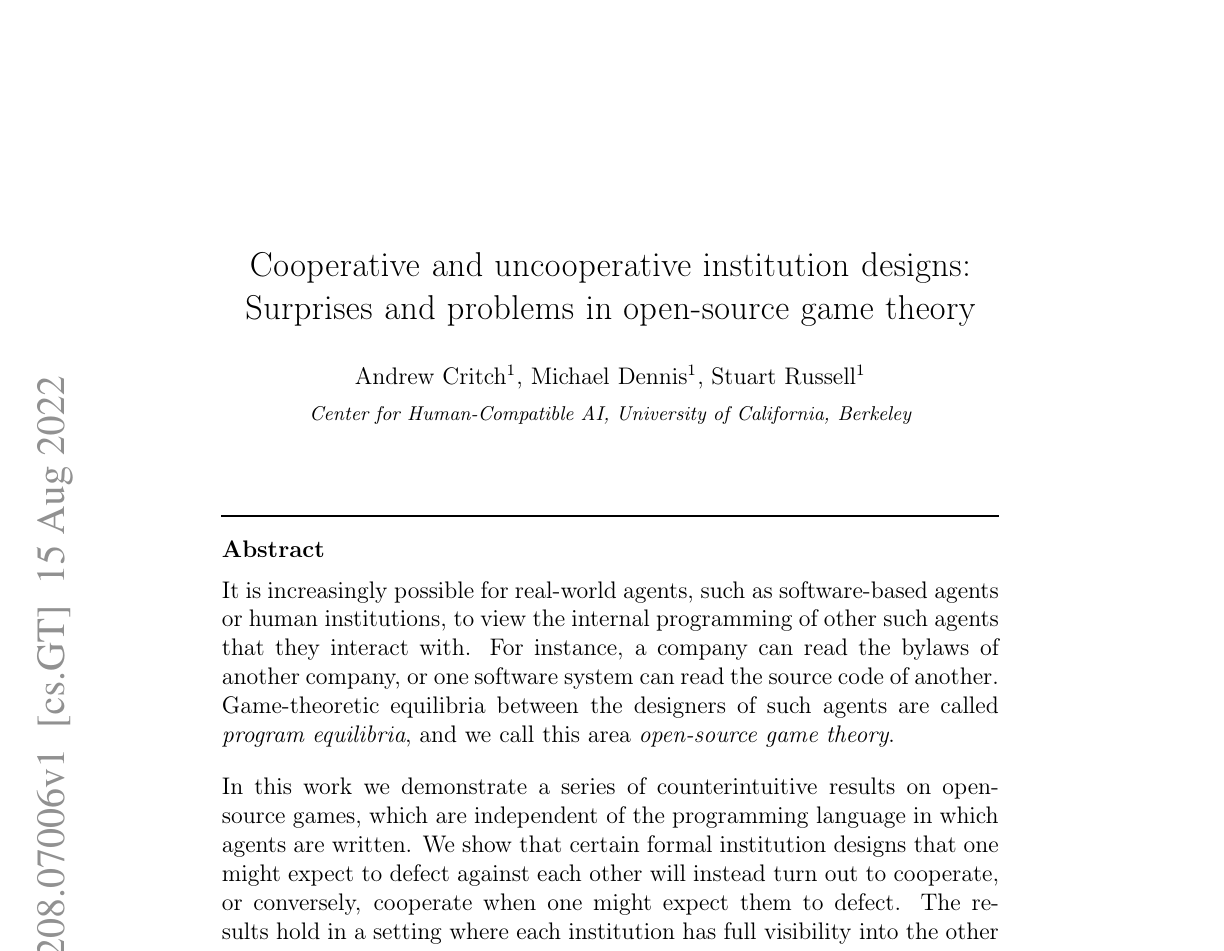 Cooperative and uncooperative institution designs:
Surprises and problems in open-source game theory
Andrew Critch1, Michael Dennis1, Stuart Russell1
Center for Human-Compatible AI, University of California, Berkeley
Abstract
It is increasingly possible for real-world agents, such as software-based agents
or human institutions, to view the internal programming of other such agents
that they interact with. For instance, a company can read the bylaws of
another company, or one software system can read the source code of another.
Game-theoretic equilibria between the designers of such agents are called
program equilibria, and we call this area open-source game theory.
In this work we demonstrate a series of counterintuitive results on open-
source games, which are independent of the programming language in which
agents are written. We show that certain formal institution designs that one
might expect to defect against each other will instead turn out to cooperate,
or conversely, cooperate when one might expect them to defect. The re-
sults hold in a setting where each institution has full visibility into the other
208.07006v1 [cs.GT] 15 Aug 2022